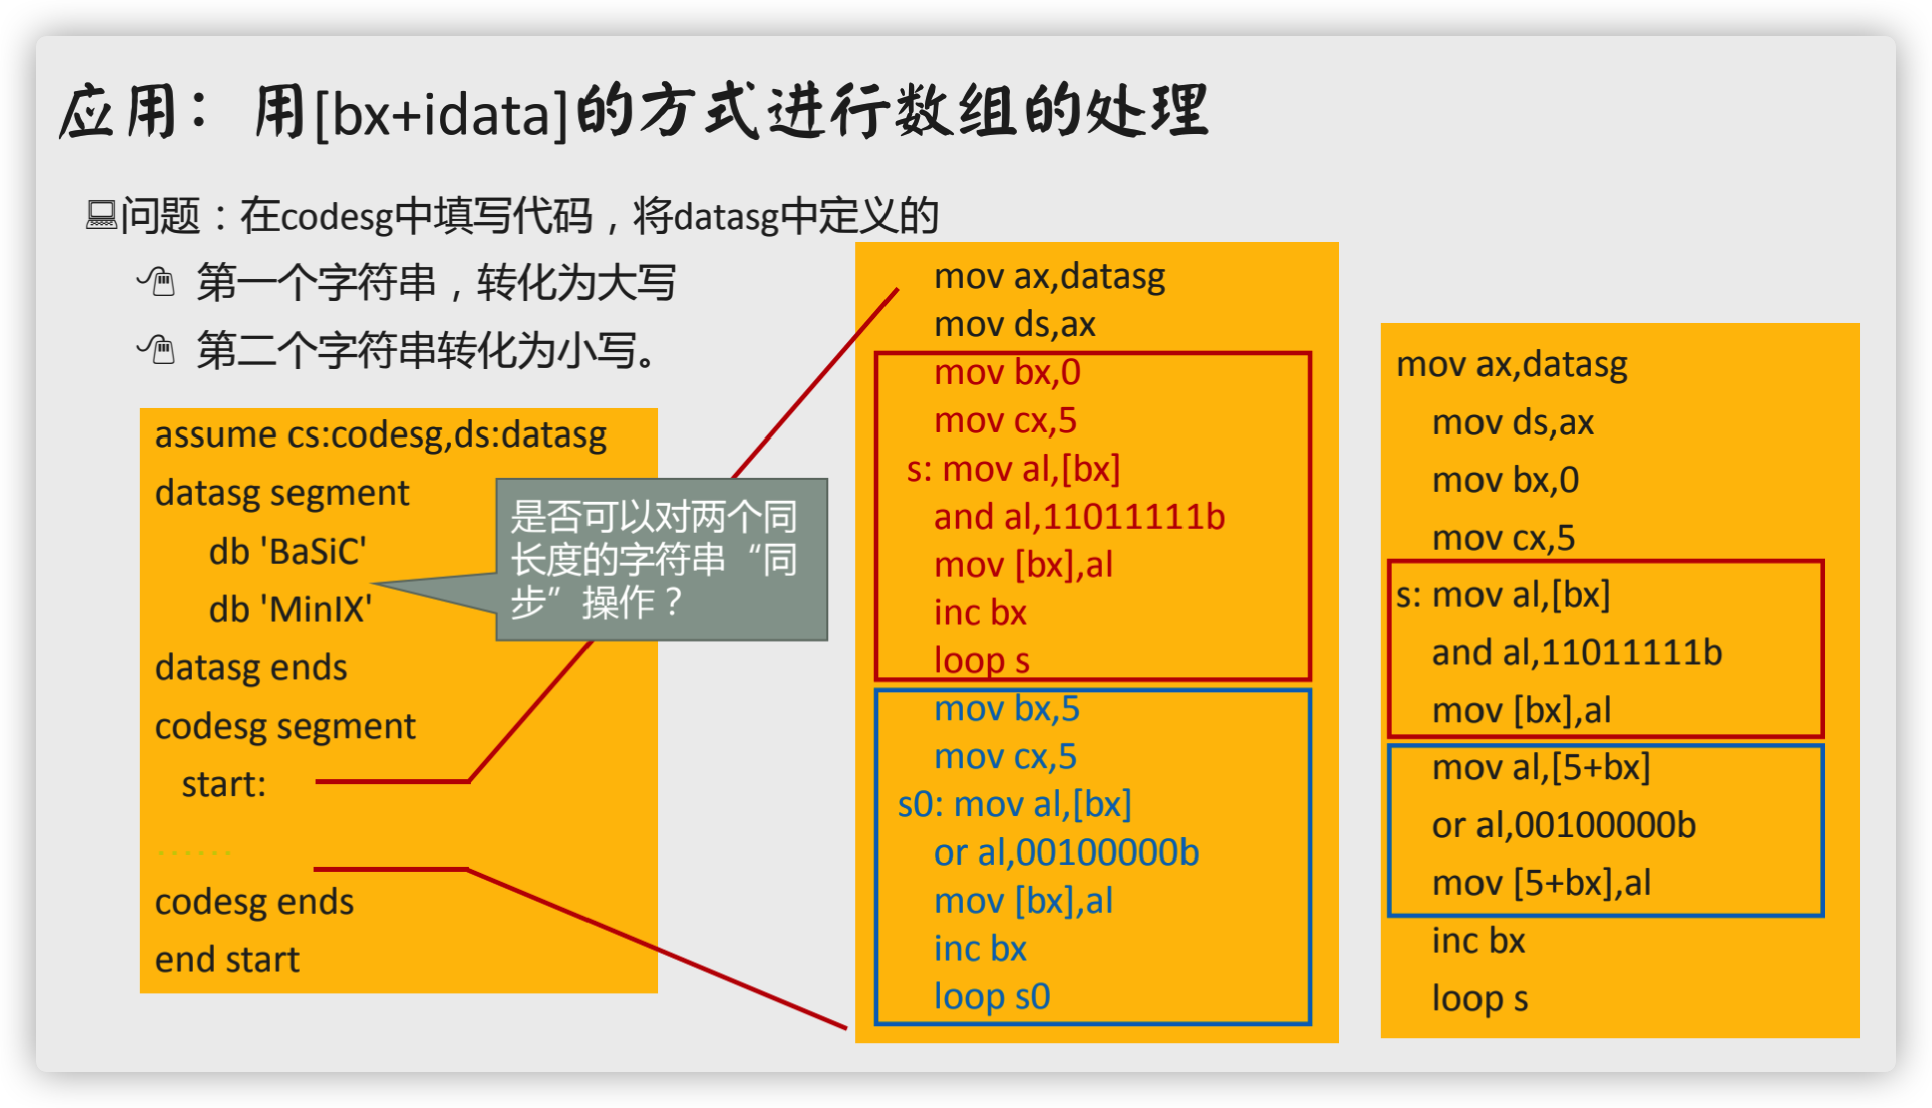 应用： 用[bx+idata]的方式进行数组的处理
问题：在codesg中填写代码，将datasg中定义的
第一个字符串，转化为大写
第二个字符串转化为小写。
assume cs:codesg,ds:datasg
datasg segment
db 'BaSiC'
db 'MinIX'
datasg ends
codesg segment
start:
......
codesg ends
end start
是否可以对两个同
长度的字符串“同
步”操作？
mov ax,datasg
mov ds,ax
mov bx,0
mov cx,5
s: mov al,[bx]
and al,11011111b
mov [bx],al
inc bx
loop s
mov bx,5
mov cx,5
s0: mov al,[bx]
or al,00100000b
mov [bx],al
inc bx
loop s0
mov ax,datasg
mov ds,ax
mov bx,0
mov cx,5
s: mov al,[bx]
and al,11011111b
mov [bx],al
mov al,[5+bx]
or al,00100000b
mov [5+bx],al
inc bx
loop s